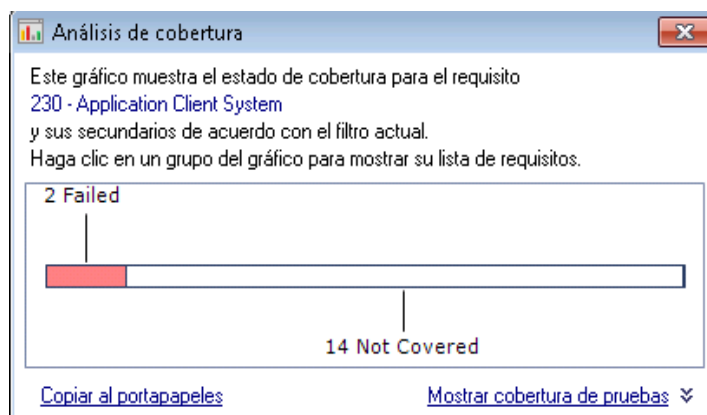 Análisis de cobertura
Este gráfico muestra el estado de cobertura para el requisito
230 - Application Client System
y sus secundarios de acuerdo con el filtro actual.
Haga clic en un grupo del gráfico para mostrar su lista de requisitos.
2 Failed
14 Not Covered
Copiar al portapapeles
Mostrar cobertura de pruebas